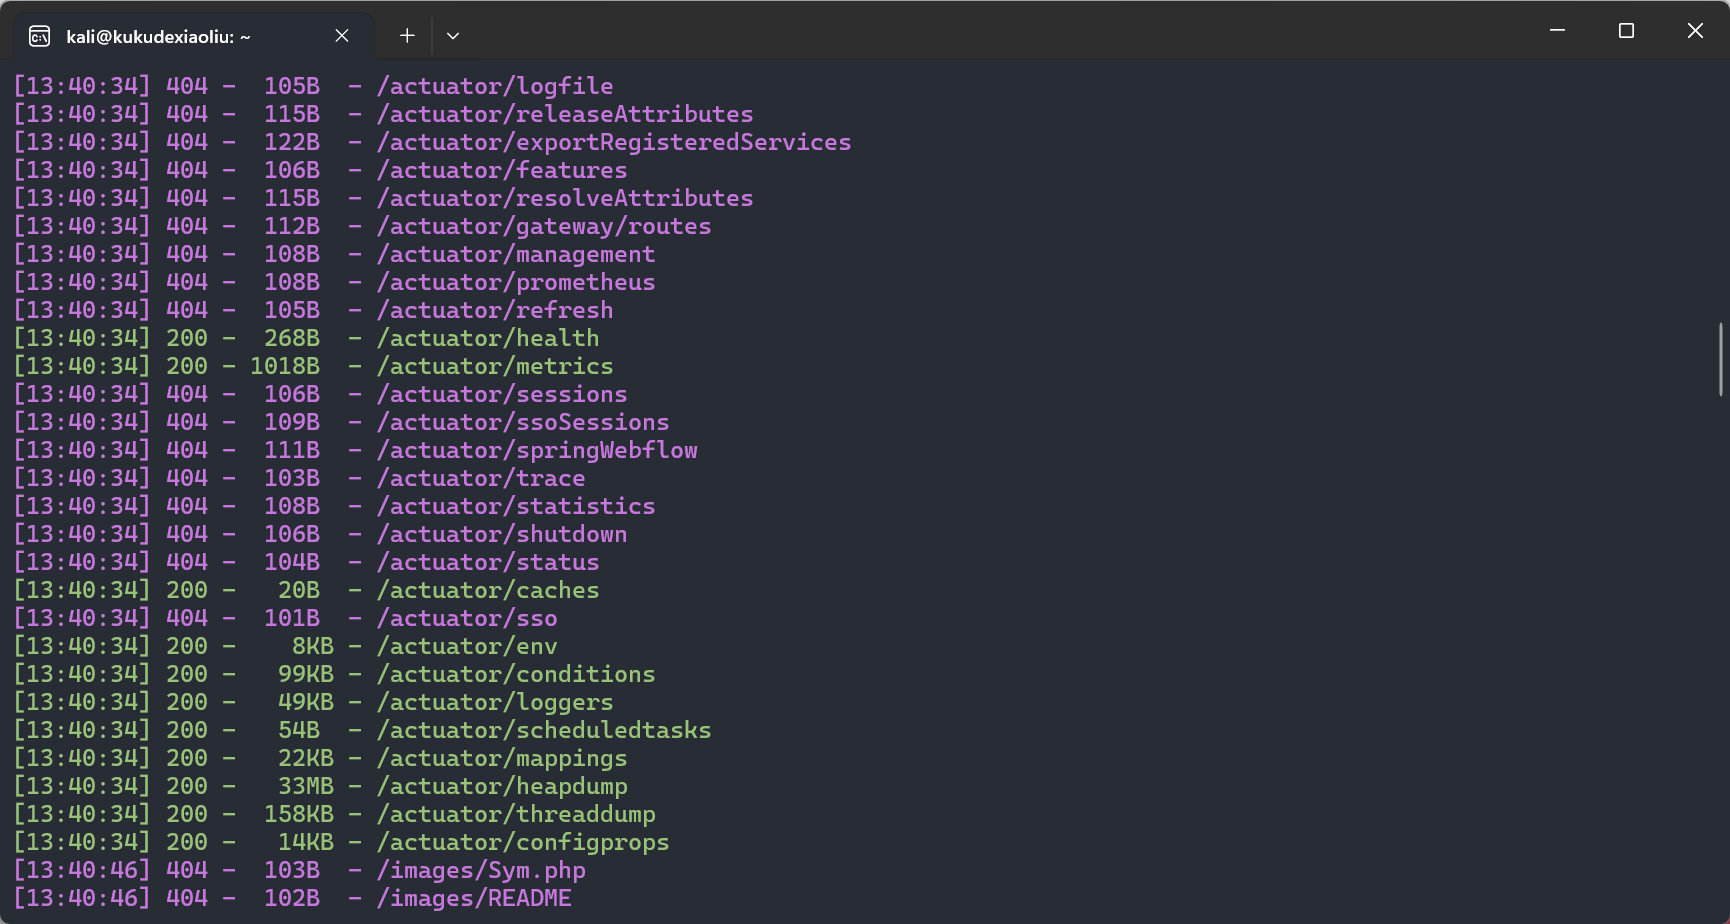 kali@kukudexiaoliu: ~
[13:40:34] 404 -  105B  - /actuator/logfile
[13:40:34] 404 -  115B  - /actuator/releaseAttributes
[13:40:34] 404 -  122B  - /actuator/exportRegisteredServices
[13:40:34] 404 -  106B  - /actuator/features
[13:40:34] 404 -  115B  - /actuator/resolveAttributes
[13:40:34] 404 -  112B  - /actuator/gateway/routes
[13:40:34] 404 -  108B  - /actuator/management
[13:40:34] 404 -  108B  - /actuator/prometheus
[13:40:34] 404 -  105B  - /actuator/refresh
[13:40:34] 200 -  268B  - /actuator/health
[13:40:34] 200 - 1018B  - /actuator/metrics
[13:40:34] 404 -  106B  - /actuator/sessions
[13:40:34] 404 -  109B  - /actuator/ssoSessions
[13:40:34] 404 -  111B  - /actuator/springWebflow
[13:40:34] 404 -  103B  - /actuator/trace
[13:40:34] 404 -  108B  - /actuator/statistics
[13:40:34] 404 -  106B  - /actuator/shutdown
[13:40:34] 404 -  104B  - /actuator/status
[13:40:34] 200 -   20B  - /actuator/caches
[13:40:34] 404 -  101B  - /actuator/sso
[13:40:34] 200 -    8KB - /actuator/env
[13:40:34] 200 -   99KB - /actuator/conditions
[13:40:34] 200 -   49KB - /actuator/loggers
[13:40:34] 200 -   54B  - /actuator/scheduledtasks
[13:40:34] 200 -   22KB - /actuator/mappings
[13:40:34] 200 -   33MB - /actuator/heapdump
[13:40:34] 200 -  158KB - /actuator/threaddump
[13:40:34] 200 -   14KB - /actuator/configprops
[13:40:46] 404 -  103B  - /images/Sym.php
[13:40:46] 404 -  102B  - /images/README